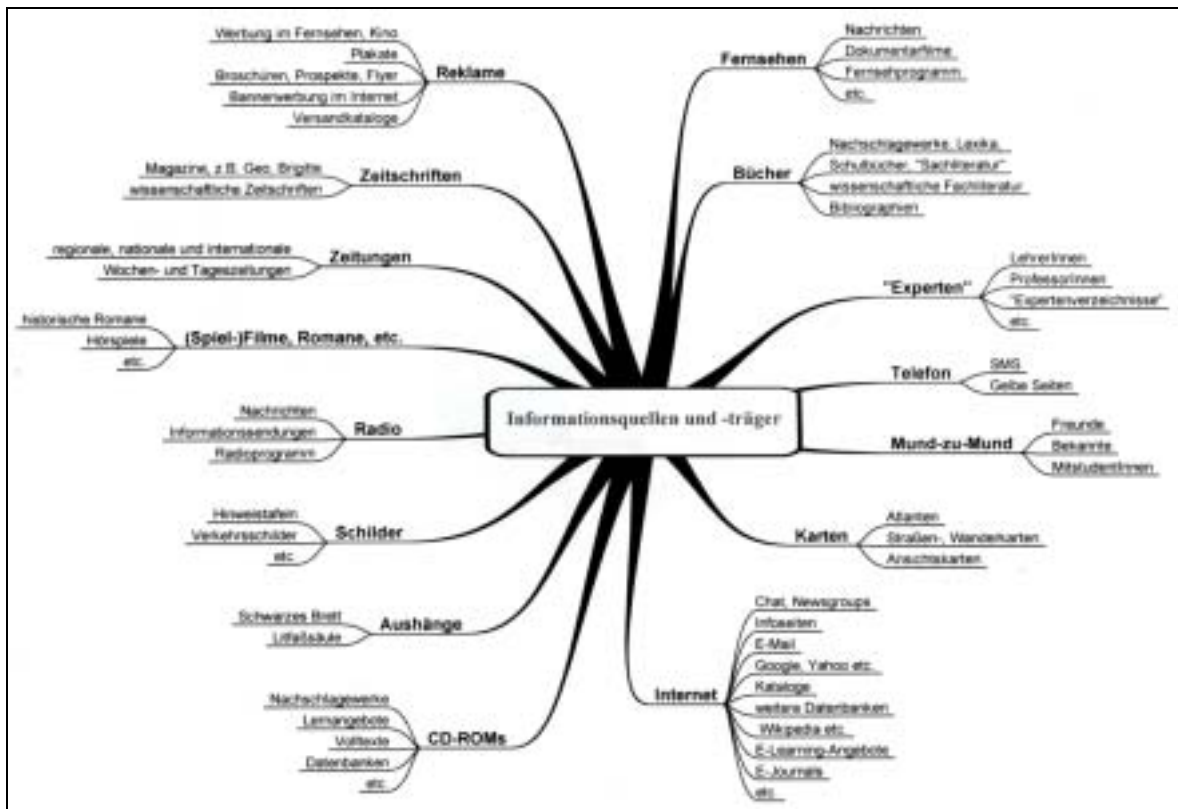 Informationsquellen und -träger
Reklame
Werbung im Fernsehen, Kino
Plakate
Broschüren, Prospekte, Flyer
Bannerwerbung im Internet
Versandkataloge
Zeitschriften
Magazine, z.B. Geo, Brigitte
wissenschaftliche Zeitschriften
Zeitungen
regionale, nationale und internationale
Wochen- und Tageszeitungen
(Spiel-)Filme, Romane, etc.
historische Romane
Hörspiele
etc.
Radio
Nachrichten
Informationssendungen
Radioprogramm
Schilder
Hinweistafeln
Verkehrsschilder
etc.
Aushänge
Schwarzes Brett
Litfaßsäule
CD-ROMs
Nachschlagewerke
Lernangebote
Volltexte
Datenbanken
etc.
Fernsehen
Nachrichten
Dokumentarfilme
Fernsehprogramm
etc.
Bücher
Nachschlagewerke, Lexika,
Schulbücher, "Sachliteratur"
wissenschaftliche Fachliteratur
Bibliographien
"Experten"
LehrerInnen
ProfessorInnen
"Expertenverzeichnisse"
etc.
Telefon
SMS
Gelbe Seiten
Mund-zu-Mund
Freunde
Bekannte
MitstudentInnen
Karten
Atlanten
Straßen-, Wanderkarten
Ansichtskarten
Internet
Chat, Newsgroups
Infoseiten
E-Mail
Google, Yahoo etc.
Kataloge
weitere Datenbanken
Wikipedia etc.
E-Learning-Angebote
E-Journals
etc.